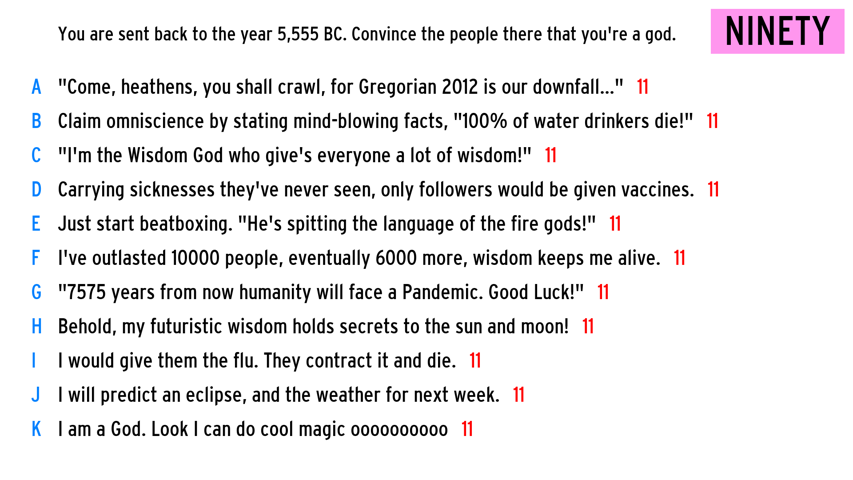 You are sent back to the year 5,555 BC. Convince the people there that you're a god.
NINETY
A "Come, heathens, you shall crawl, for Gregorian 2012 is our downfall..." 11
B Claim omniscience by stating mind-blowing facts, "100% of water drinkers die!" 11
C "I'm the Wisdom God who give's everyone a lot of wisdom!" 11
D Carrying sicknesses they've never seen, only followers would be given vaccines. 11
E Just start beatboxing. "He's spitting the language of the fire gods!" 11
F I've outlasted 10000 people, eventually 6000 more, wisdom keeps me alive. 11
G "7575 years from now humanity will face a Pandemic. Good Luck!" 11
H Behold, my futuristic wisdom holds secrets to the sun and moon! 11
I I would give them the flu. They contract it and die. 11
J I will predict an eclipse, and the weather for next week. 11
K I am a God. Look I can do cool magic oooooooooo 11